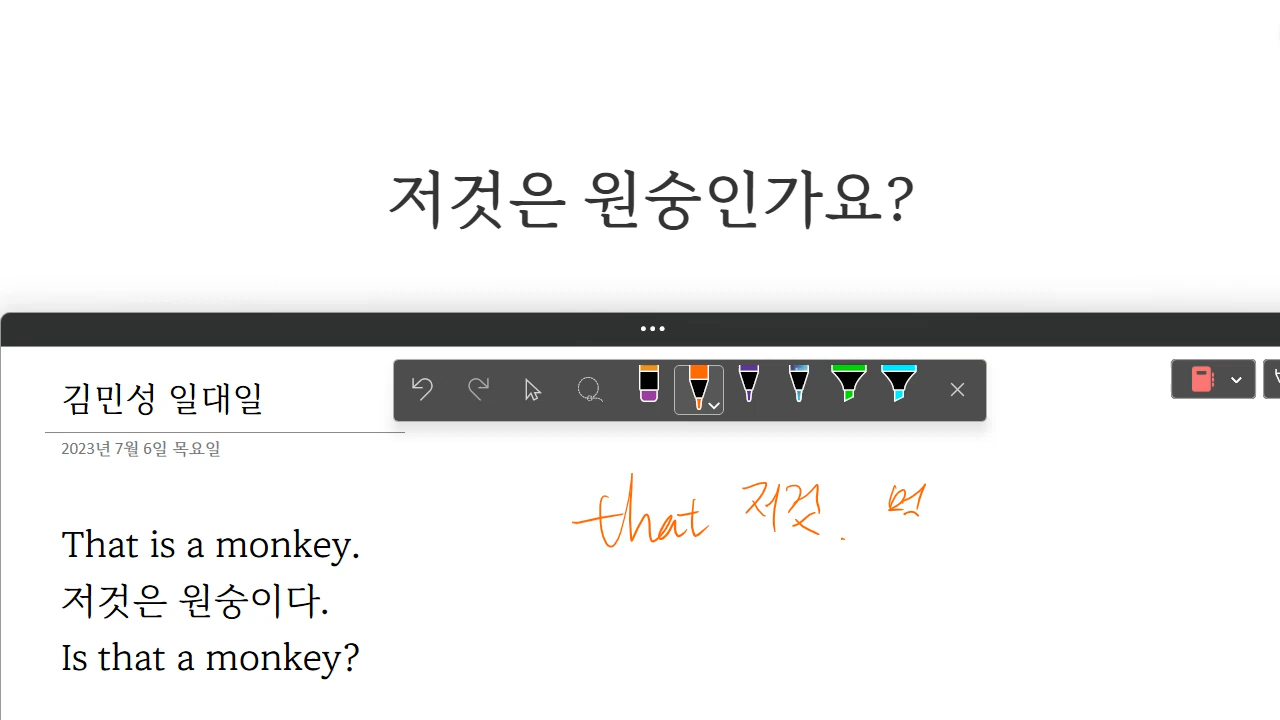 저것은 원숭인가요?
김민성 일대일
2023년 7월 6일 목요일
that 저것. 먼
That is a monkey.
저것은 원숭이다.
Is that a monkey?